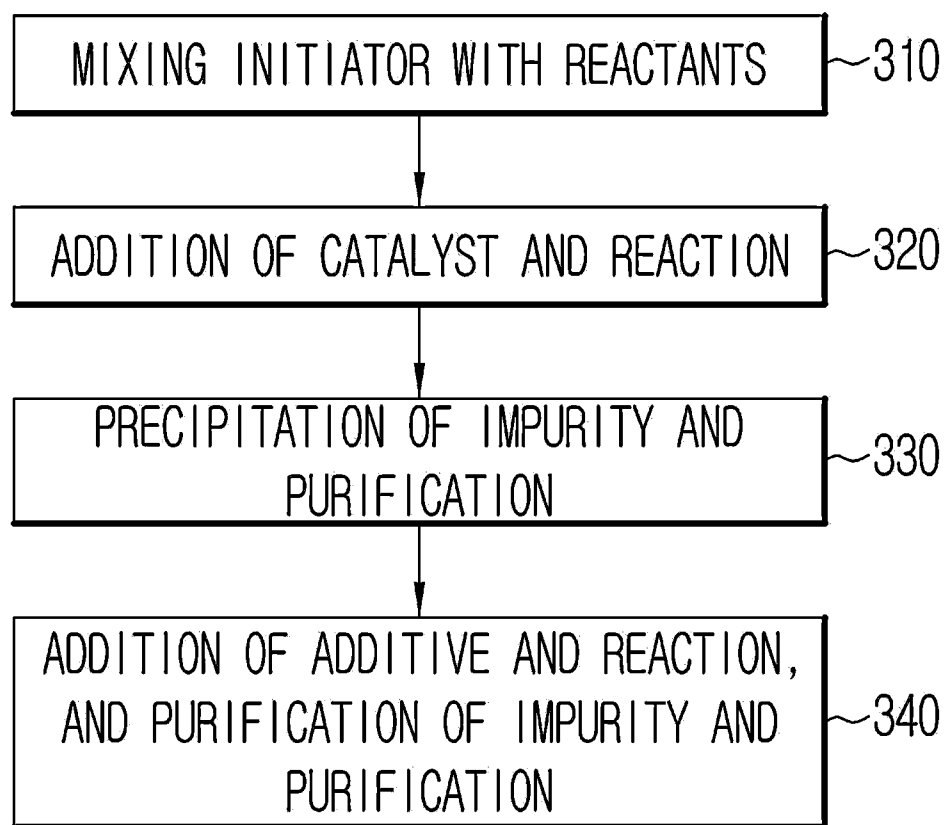 MIXING INITIATOR WITH REACTANTS
310
ADDITION OF CATALYST AND REACTION
320
PRECIPITATION OF IMPURITY AND
PURIFICATION
330
ADDITION OF ADDITIVE AND REACTION,
AND PURIFICATION OF IMPURITY AND
PURIFICATION
340